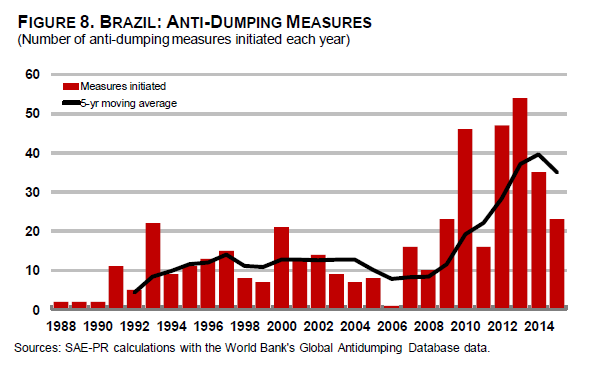 FIGURE 8. BRAZIL: ANTI-DUMPING MEASURES
(Number of anti-dumping measures initiated each year)
60
Measures initiated
5-yr moving average
50
40
30
20
10
0
1988 1990 1992 1994 1996 1998 2000 2002 2004 2006 2008 2010 2012 2014
Sources: SAE-PR calculations with the World Bank's Global Antidumping Database data.